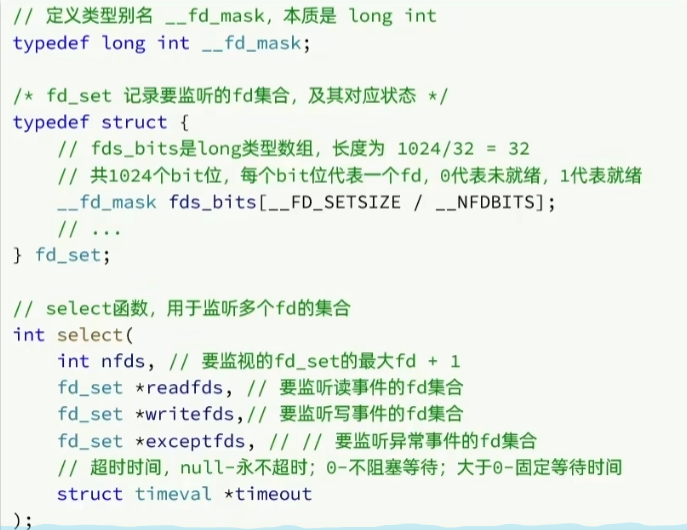 // 定义类型别名 __fd_mask，本质是 long int
typedef long int __fd_mask;
/* fd_set 记录要监听的fd集合，及其对应状态 */
typedef struct {
    // fds_bits是long类型数组，长度为 1024/32 = 32
    // 共1024个bit位，每个bit位代表一个fd，0代表未就绪，1代表就绪
    __fd_mask fds_bits[__FD_SETSIZE / __NFDBITS];
    // ...
} fd_set;
// select函数，用于监听多个fd的集合
int select(
    int nfds, // 要监视的fd_set的最大fd + 1
    fd_set *readfds, // 要监听读事件的fd集合
    fd_set *writefds,// 要监听写事件的fd集合
    fd_set *exceptfds, // // 要监听异常事件的fd集合
    // 超时时间，null-永不超时；0-不阻塞等待；大于0-固定等待时间
    struct timeval *timeout
);